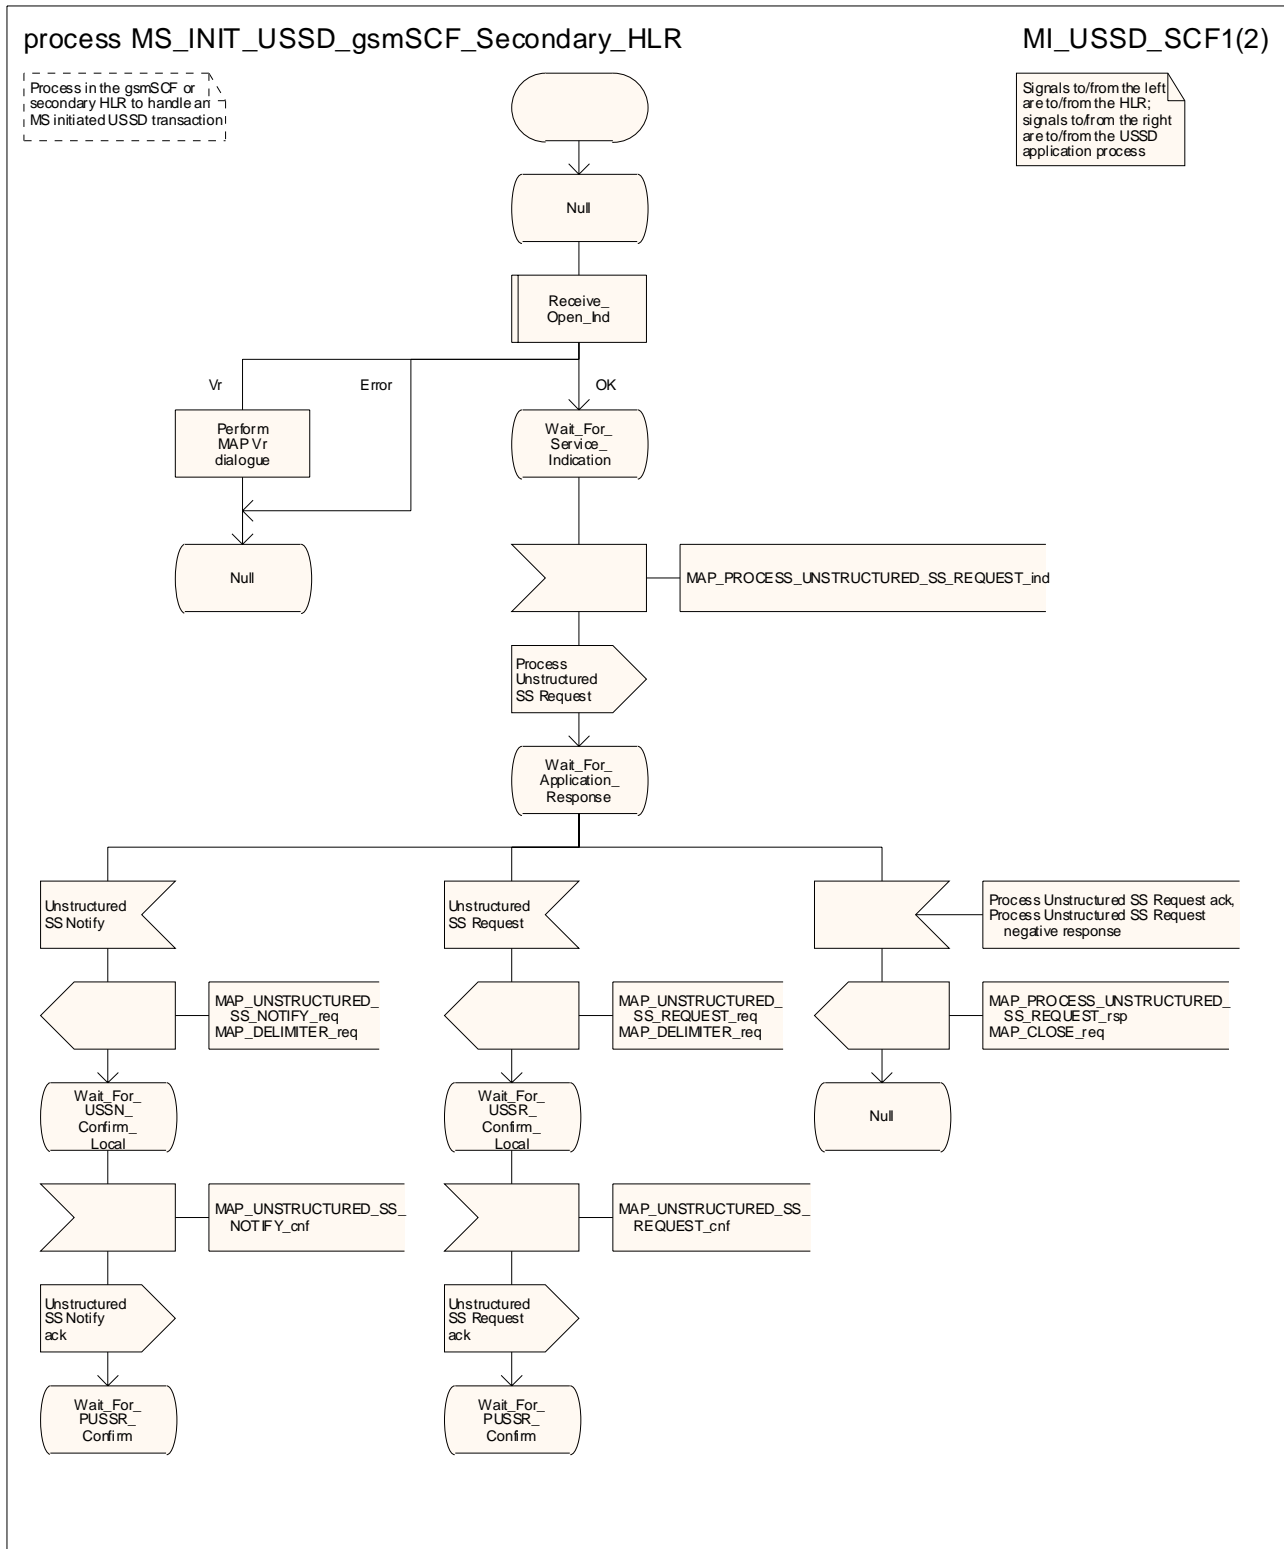 process MS_INIT_USSD_gsmSCF_Secondary_HLR
MI_USSD_SCF1(2)
Process in the gsmSCF or
secondary HLR to handle an
MS initiated USSD transaction
Signals to/from the left
are to/from the HLR;
signals to/from the right
are to/from the USSD
application process
Null
Receive_
Open_Ind
Vr
Error
OK
Perform
MAP Vr
dialogue
Wait_For_
Service_
Indication
Null
MAP_PROCESS_UNSTRUCTURED_SS_REQUEST_ind
Process
Unstructured
SS Request
Wait_For_
Application_
Response
Unstructured
SS Notify
Unstructured
SS Request
Process Unstructured SS Request ack,
Process Unstructured SS Request
negative response
MAP_UNSTRUCTURED_
SS_NOTIFY_req
MAP_DELIMITER_req
MAP_UNSTRUCTURED_
SS_REQUEST_req
MAP_DELIMITER_req
MAP_PROCESS_UNSTRUCTURED_
SS_REQUEST_rsp
MAP_CLOSE_req
Wait_For_
USSN_
Confirm_
Local
Wait_For_
USSR_
Confirm_
Local
Null
MAP_UNSTRUCTURED_SS_
NOTIFY_cnf
MAP_UNSTRUCTURED_SS_
REQUEST_cnf
Unstructured
SS Notify
ack
Unstructured
SS Request
ack
Wait_For_
PUSSR_
Confirm
Wait_For_
PUSSR_
Confirm